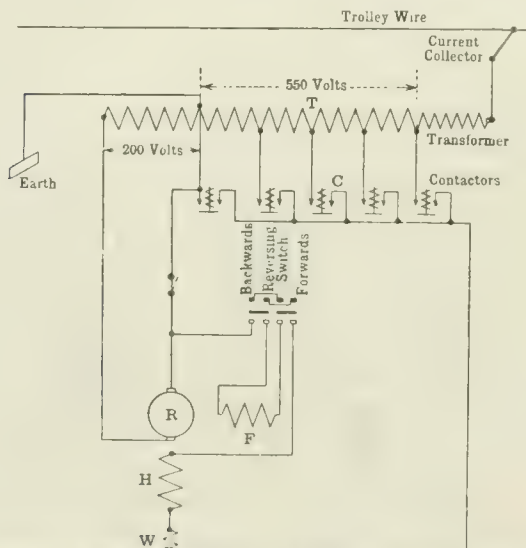 Trolley Wire
Current
Collector
550 Volts
T
Transformer
200 Volts
Earth
C
Contactors
Backwards
Reversing
Switch
Forwards
R
F
H
W